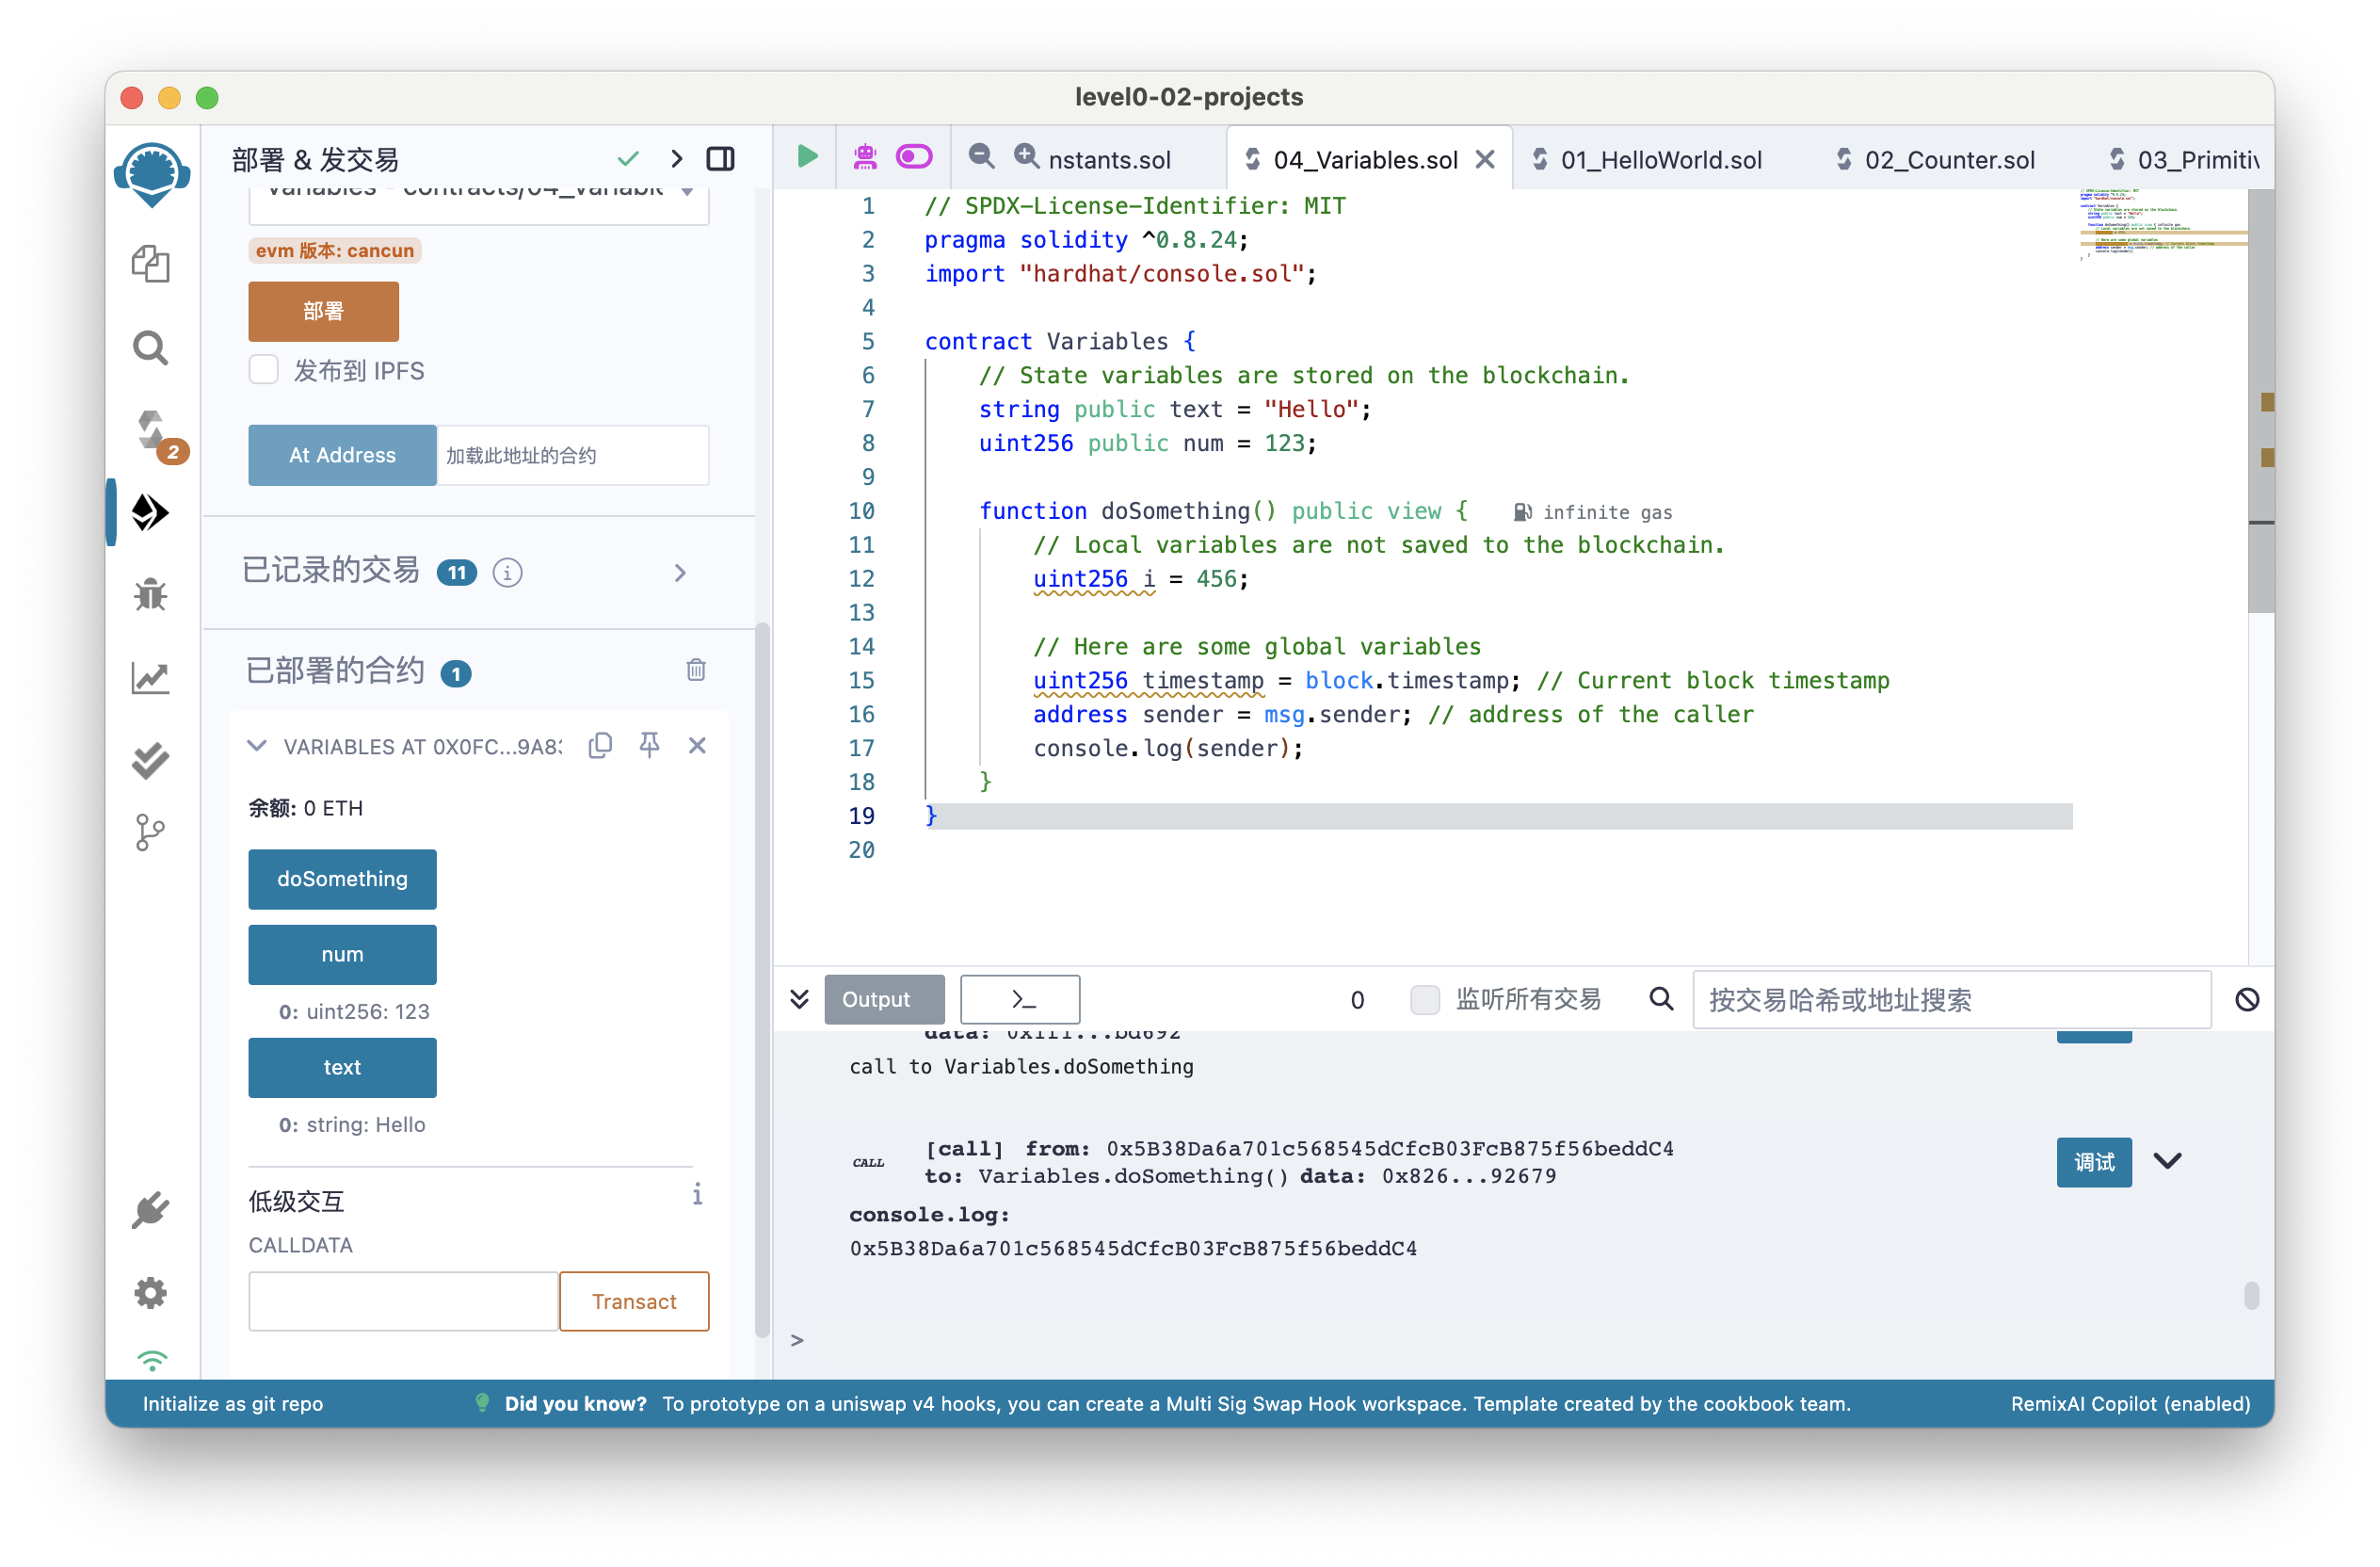 level0-02-projects
部署 & 发交易
nstants.sol
04_Variables.sol
01_HelloWorld.sol
02_Counter.sol
03_Primitiv
Variables - contracts/04_Variabl
evm 版本: cancun
部署
发布到 IPFS
At Address
加载此地址的合约
2
已记录的交易 11
已部署的合约 1
VARIABLES AT 0X0FC...9A8
余额: 0 ETH
doSomething
num
0: uint256: 123
text
0: string: Hello
低级交互
CALLDATA
Transact
1 // SPDX-License-Identifier: MIT
2 pragma solidity ^0.8.24;
3 import "hardhat/console.sol";
4
5 contract Variables {
6 // State variables are stored on the blockchain.
7 string public text = "Hello";
8 uint256 public num = 123;
9
10 function doSomething() public view { infinite gas
11 // Local variables are not saved to the blockchain.
12 uint256 i = 456;
13
14 // Here are some global variables
15 uint256 timestamp = block.timestamp; // Current block timestamp
16 address sender = msg.sender; // address of the caller
17 console.log(sender);
18 }
19 }
20
Output
>_
0
监听所有交易
按交易哈希或地址搜索
data: 0x111...bd692
call to Variables.doSomething
CALL
[call] from: 0x5B38Da6a701c568545dCfcB03FcB875f56beddC4
to: Variables.doSomething() data: 0x826...92679
调试
console.log:
0x5B38Da6a701c568545dCfcB03FcB875f56beddC4
>
Initialize as git repo
Did you know? To prototype on a uniswap v4 hooks, you can create a Multi Sig Swap Hook workspace. Template created by the cookbook team.
RemixAI Copilot (enabled)